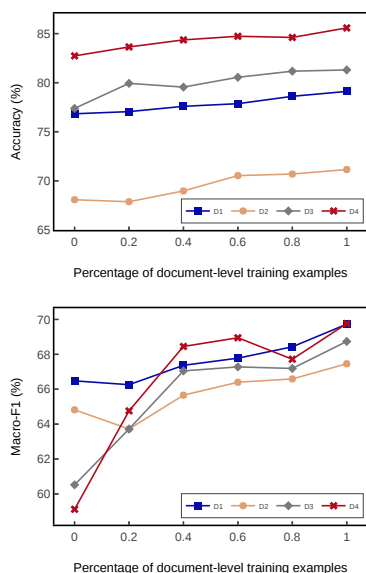 85
80
75
70
65
Accuracy (%)
D1 D2 D3 D4
0 0.2 0.4 0.6 0.8 1
Percentage of document-level training examples
70
68
66
64
62
60
Macro-F1 (%)
D1 D2 D3 D4
0 0.2 0.4 0.6 0.8 1
Percentage of document-level training examples